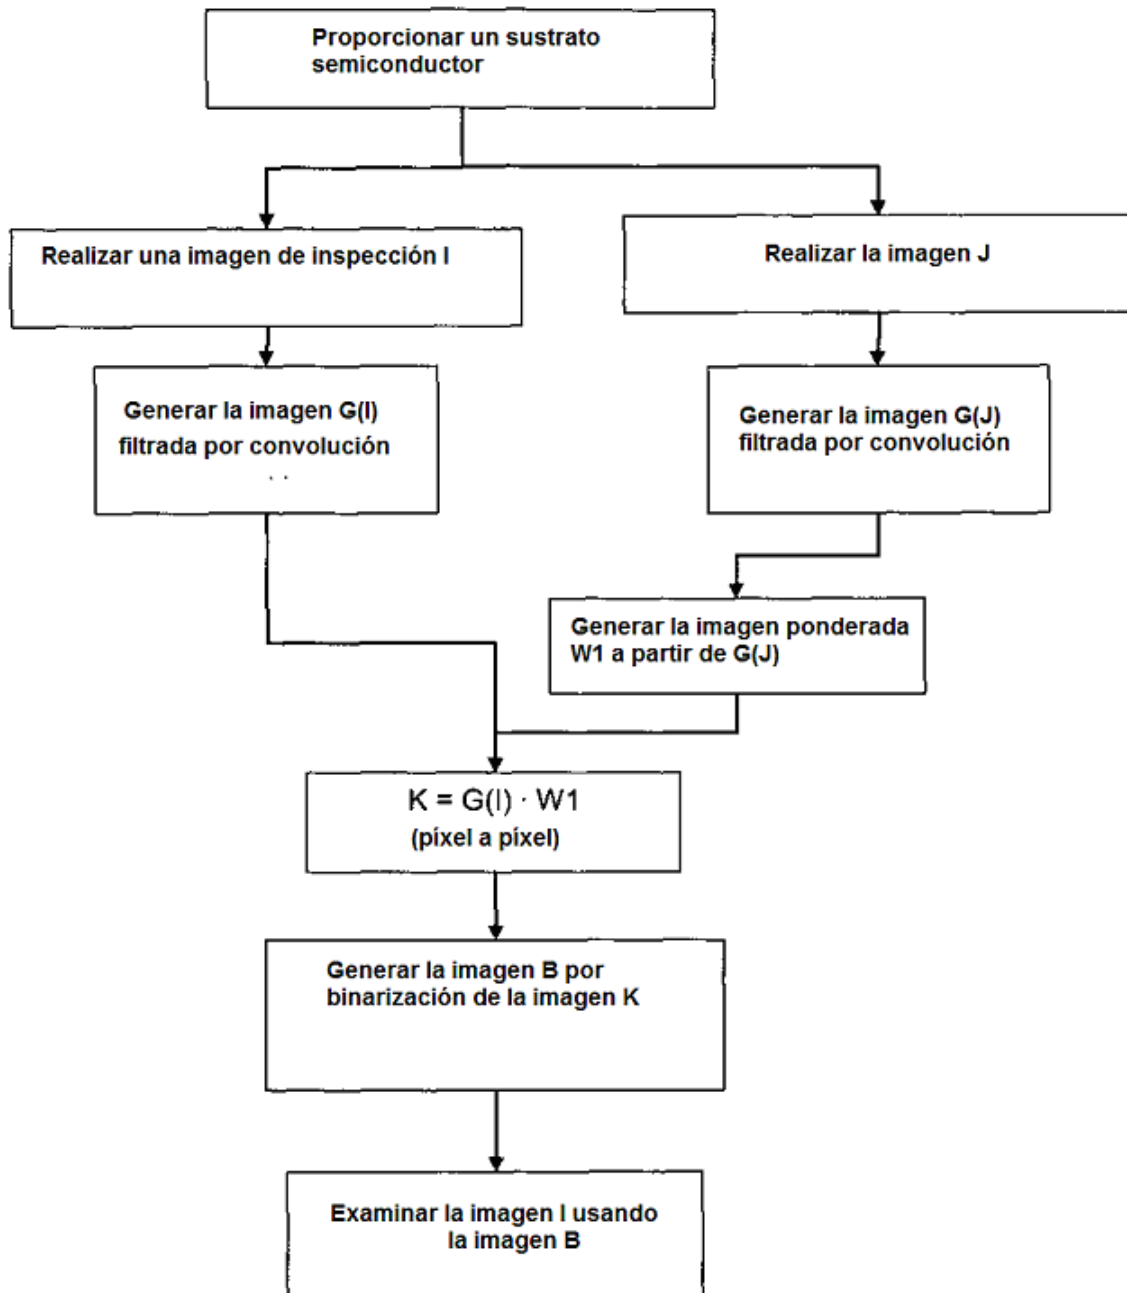 Proporcionar un sustrato
semiconductor
Realizar una imagen de inspección I
Realizar la imagen J
Generar la imagen G(I)
filtrada por convolución
Generar la imagen G(J)
filtrada por convolución
Generar la imagen ponderada
W1 a partir de G(J)
K = G(I) · W1
(píxel a píxel)
Generar la imagen B por
binarización de la imagen K
Examinar la imagen I usando
la imagen B